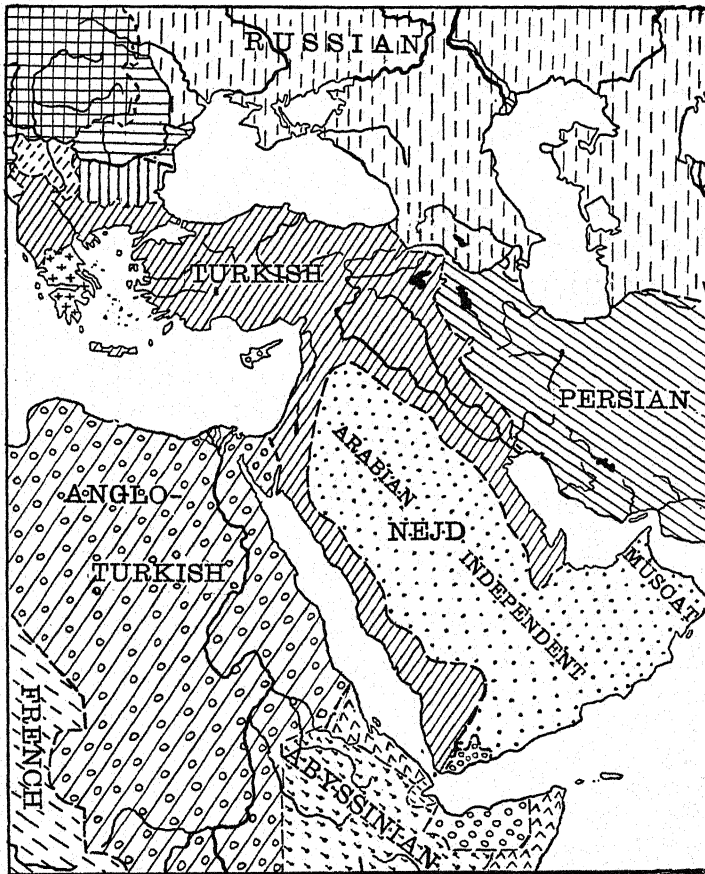 RUSSIAN
TURKISH
PERSIAN
ARABIAN
NEJD
INDEPENDENT
MUSCAT
ANGLO-
TURKISH
FRENCH
ABYSSINIAN